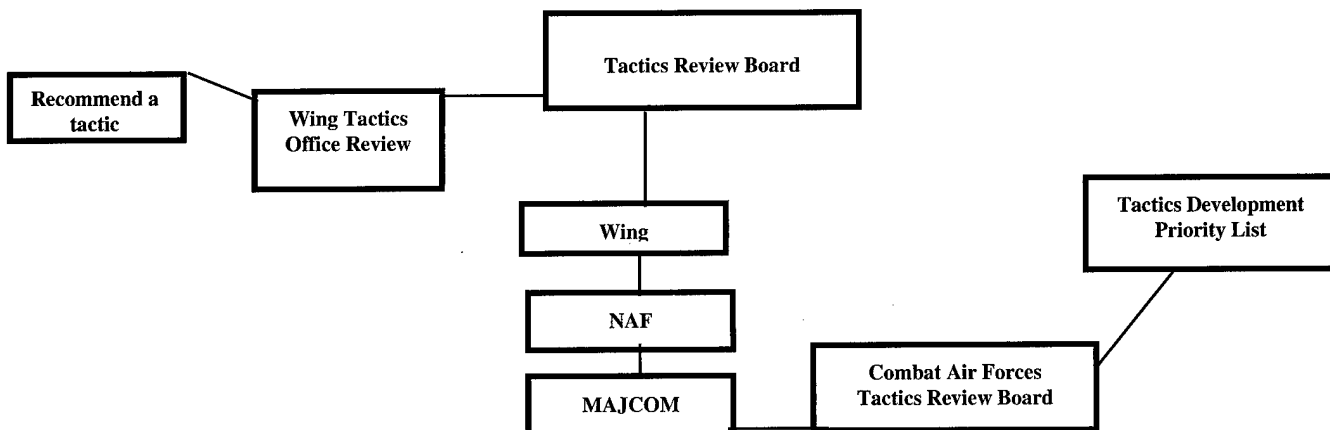 Recommend a
tactic
Wing Tactics
Office Review
Tactics Review Board
Wing
NAF
MAJCOM
Combat Air Forces
Tactics Review Board
Tactics Development
Priority List